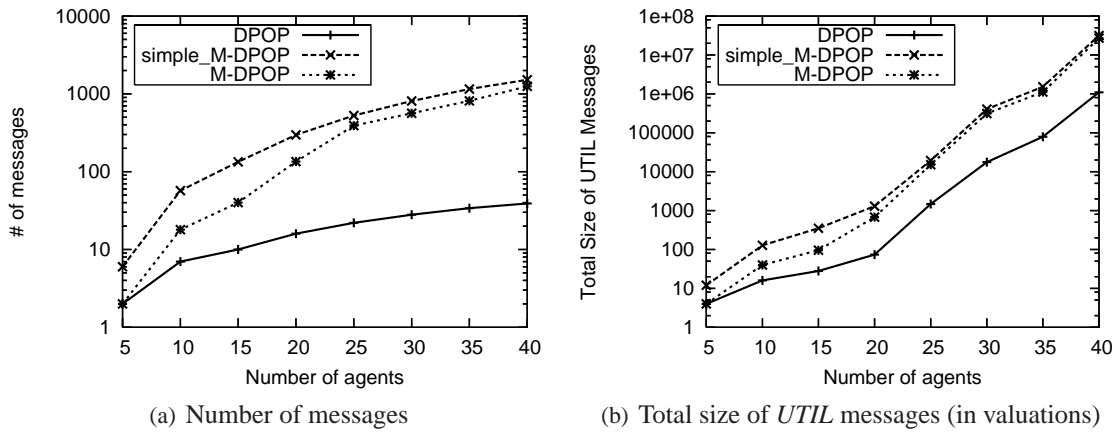 10000
1000
100
10
1
5
10
15
20
25
30
35
40
# of messages
Number of agents
DPOP
simple_M-DPOP
M-DPOP
(a) Number of messages
1e+08
1e+07
1e+06
100000
10000
1000
100
10
1
5
10
15
20
25
30
35
40
Total Size of UTIL Messages
Number of agents
DPOP
simple_M-DPOP
M-DPOP
(b) Total size of UTIL messages (in valuations)